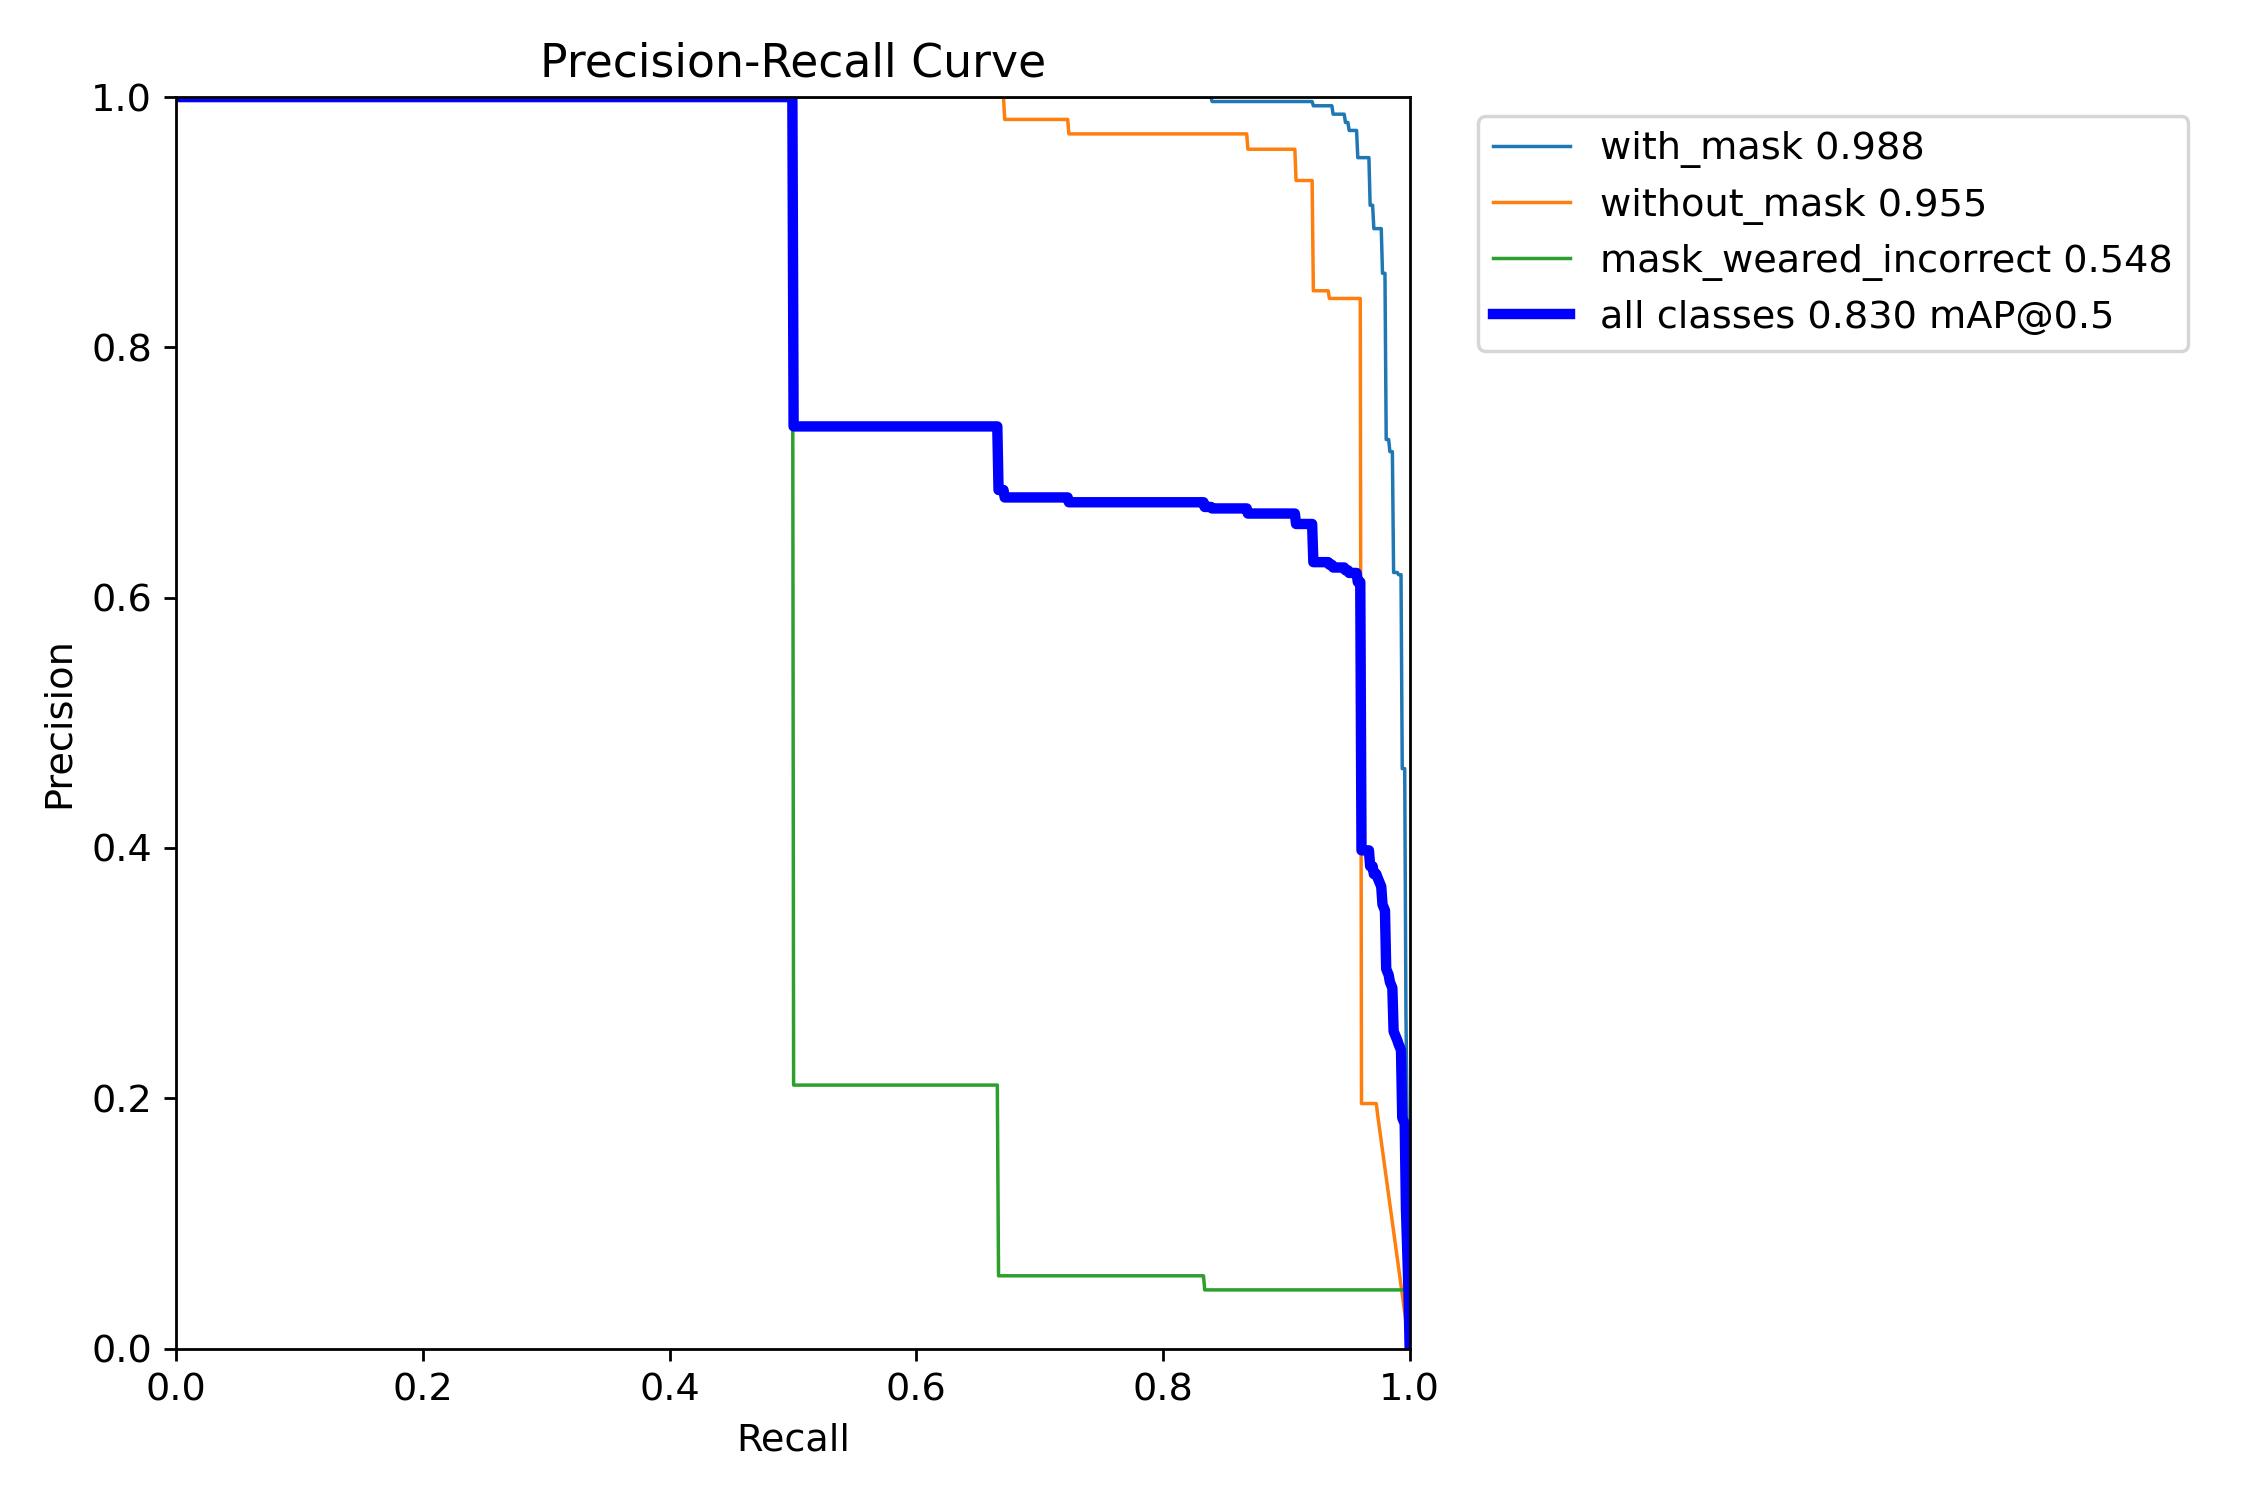 Precision-Recall Curve
1.0
0.8
0.6
0.4
0.2
0.0
Precision
0.0 0.2 0.4 0.6 0.8 1.0
Recall
with_mask 0.988
without_mask 0.955
mask_weared_incorrect 0.548
all classes 0.830 mAP@0.5